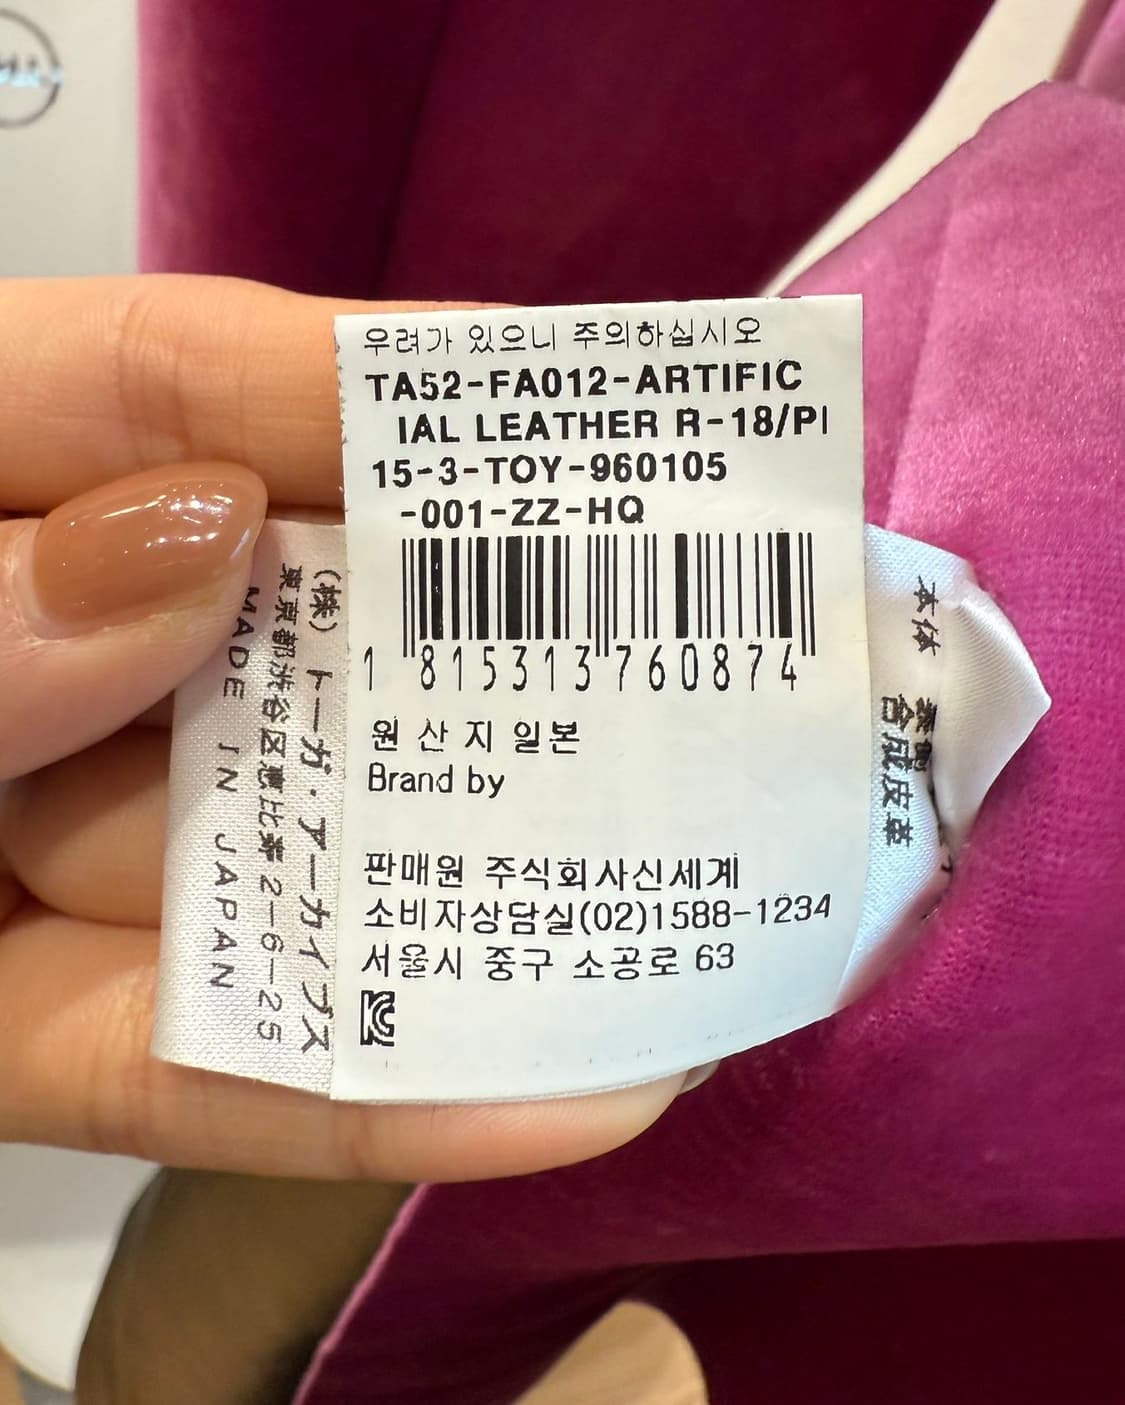 우려가 있으니 주의하십시오
TA52-FA012-ARTIFIC
IAL LEATHER R-18/PI
15-3-TOY-960105
-001-ZZ-HQ
1 815313 760874
원산지 일본
Brand by
판매원 주식회사신세계
소비자상담실(02)1588-1234
서울시 중구 소공로 63
(株)トーガ・アーカイブス
東京都渋谷区恵比寿2-6-25
MADE IN JAPAN
本体
合成皮革